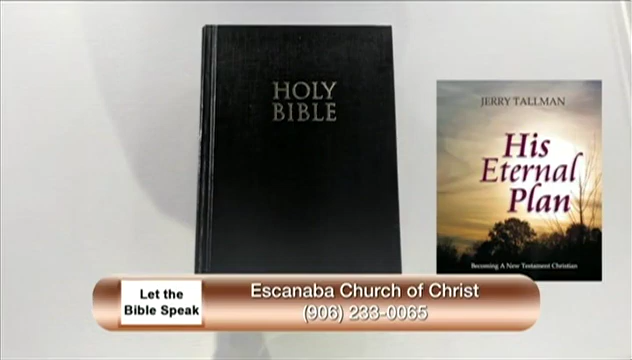 HOLY
BIBLE
JERRY TALLMAN
His
Eternal
Plan
Becoming A New Testament Christian
Let the
Bible Speak
Escanaba Church of Christ
(906) 233-0065